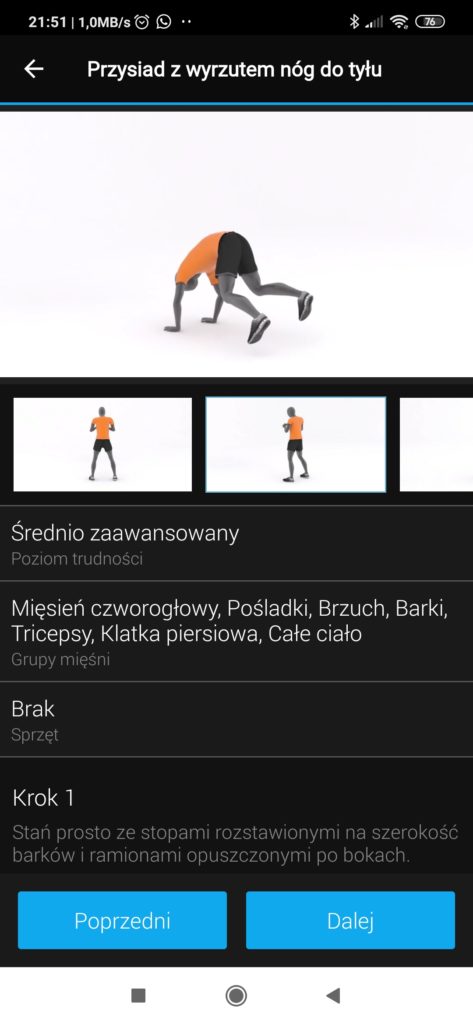 21:51 | 1,0MB/s ·· 76
Przysiad z wyrzutem nóg do tyłu
Średnio zaawansowany
Poziom trudności
Mięsień czworogłowy, Pośladki, Brzuch, Barki,
Tricepsy, Klatka piersiowa, Całe ciało
Grupy mięśni
Brak
Sprzęt
Krok 1
Stań prosto ze stopami rozstawionymi na szerokość
barków i ramionami opuszczonymi po bokach.
Poprzedni
Dalej